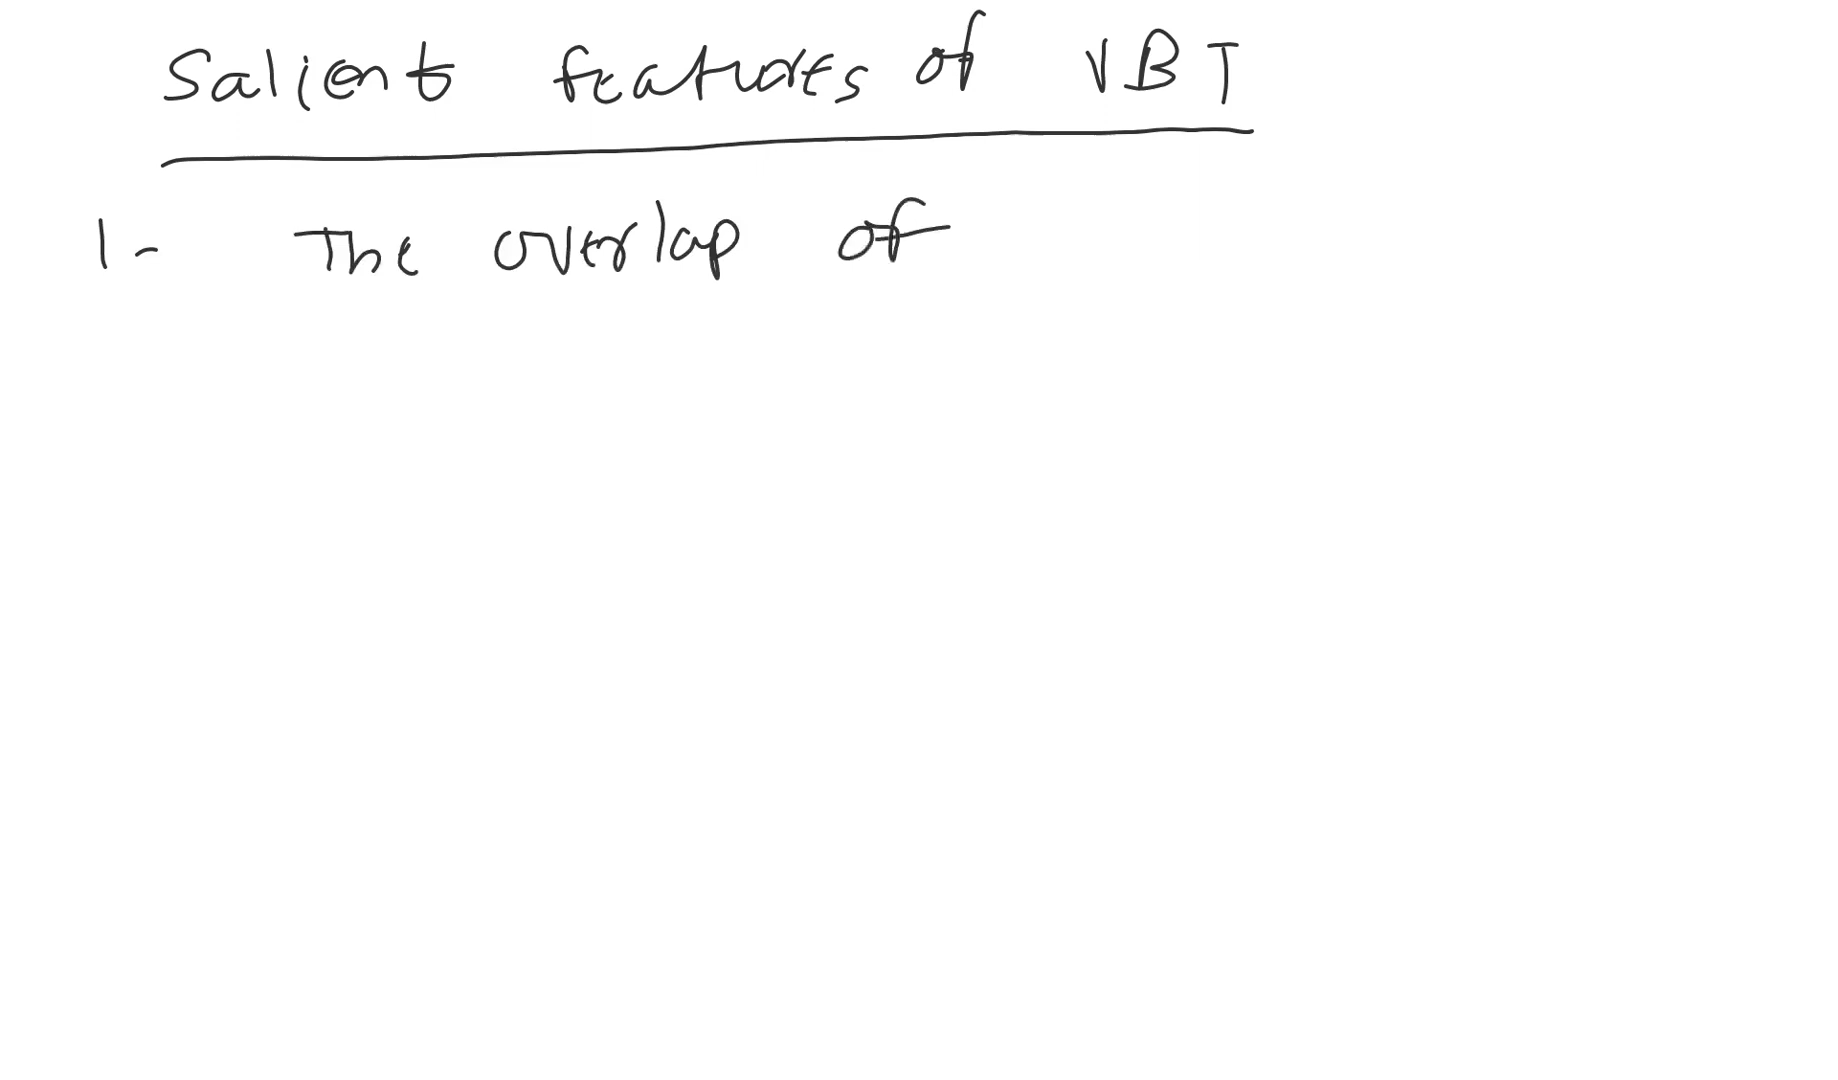 Salient features of VBT
1- The overlap of